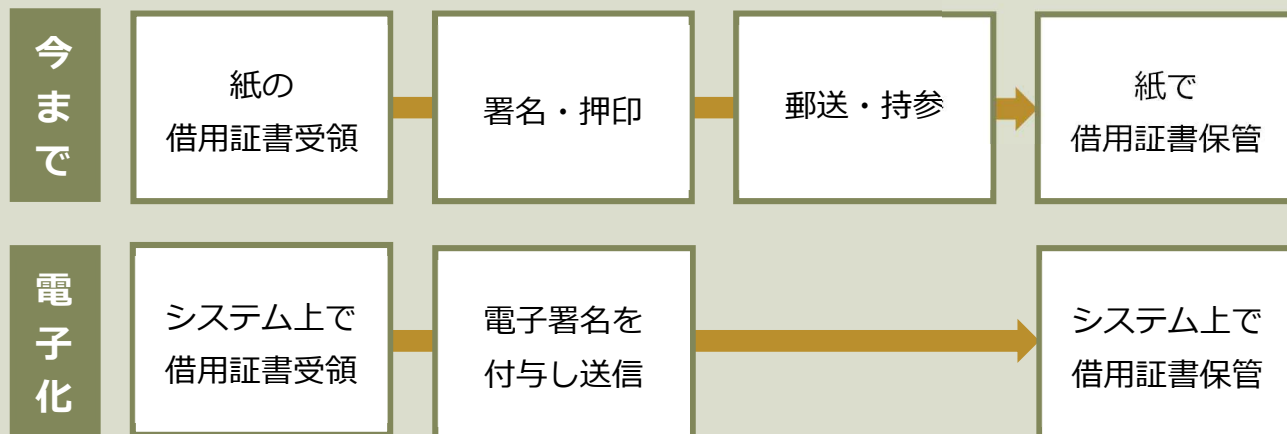 今まで
紙の
借用証書受領
署名・押印
郵送・持参
紙で
借用証書保管
電子化
システム上で
借用証書受領
電子署名を
付与し送信
システム上で
借用証書保管